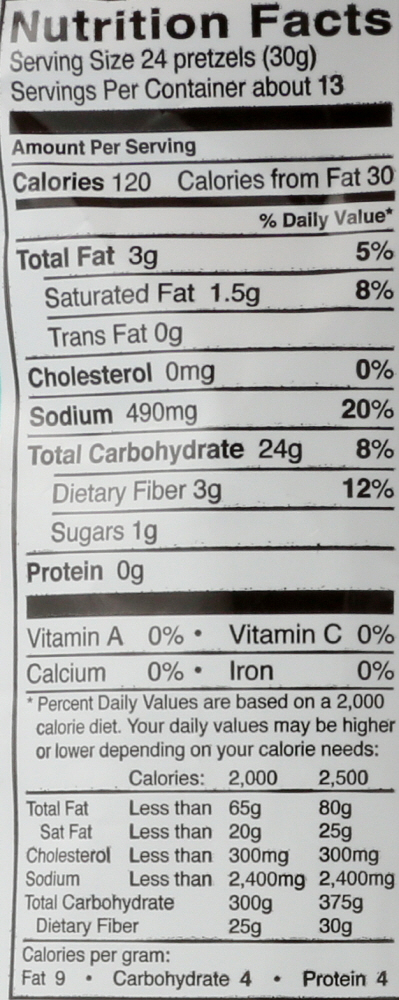 Nutrition Facts
Serving Size 24 pretzels (30g)
Servings Per Container about 13
Amount Per Serving
Calories 120 Calories from Fat 30
% Daily Value*
Total Fat 3g 5%
Saturated Fat 1.5g 8%
Trans Fat 0g
Cholesterol 0mg 0%
Sodium 490mg 20%
Total Carbohydrate 24g 8%
Dietary Fiber 3g 12%
Sugars 1g
Protein 0g
Vitamin A 0% • Vitamin C 0%
Calcium 0% • Iron 0%
* Percent Daily Values are based on a 2,000
calorie diet. Your daily values may be higher
or lower depending on your calorie needs:
Calories: 2,000 2,500
Total Fat Less than 65g 80g
Sat Fat Less than 20g 25g
Cholesterol Less than 300mg 300mg
Sodium Less than 2,400mg 2,400mg
Total Carbohydrate 300g 375g
Dietary Fiber 25g 30g
Calories per gram:
Fat 9 • Carbohydrate 4 • Protein 4